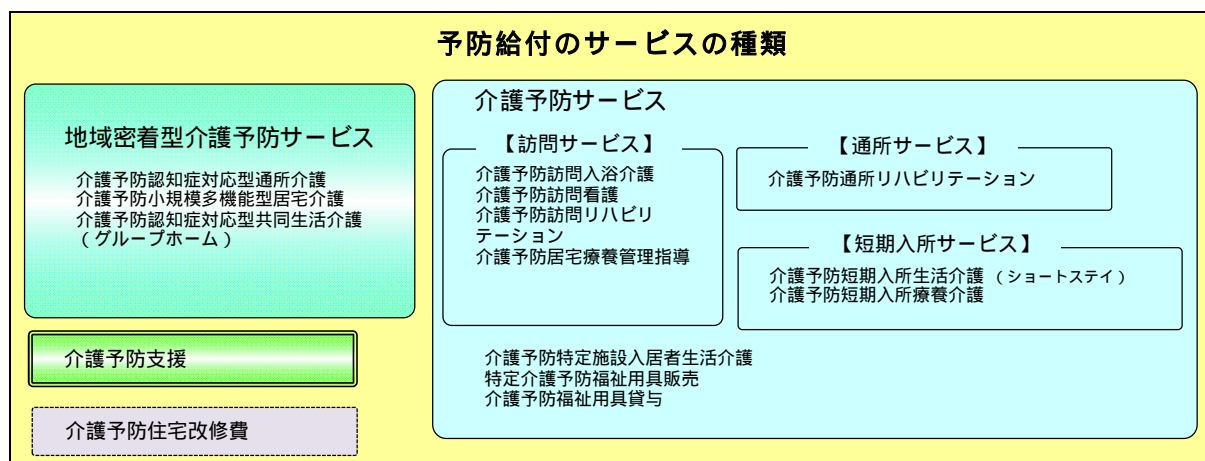 予防給付のサービスの種類
地域密着型介護予防サービス
介護予防認知症対応型通所介護
介護予防小規模多機能型居宅介護
介護予防認知症対応型共同生活介護
（グループホーム）
介護予防支援
介護予防住宅改修費
介護予防サービス
【訪問サービス】
介護予防訪問入浴介護
介護予防訪問看護
介護予防訪問リハビリ
テーション
介護予防居宅療養管理指導
【通所サービス】
介護予防通所リハビリテーション
【短期入所サービス】
介護予防短期入所生活介護（ショートステイ）
介護予防短期入所療養介護
介護予防特定施設入居者生活介護
特定介護予防福祉用具販売
介護予防福祉用具貸与